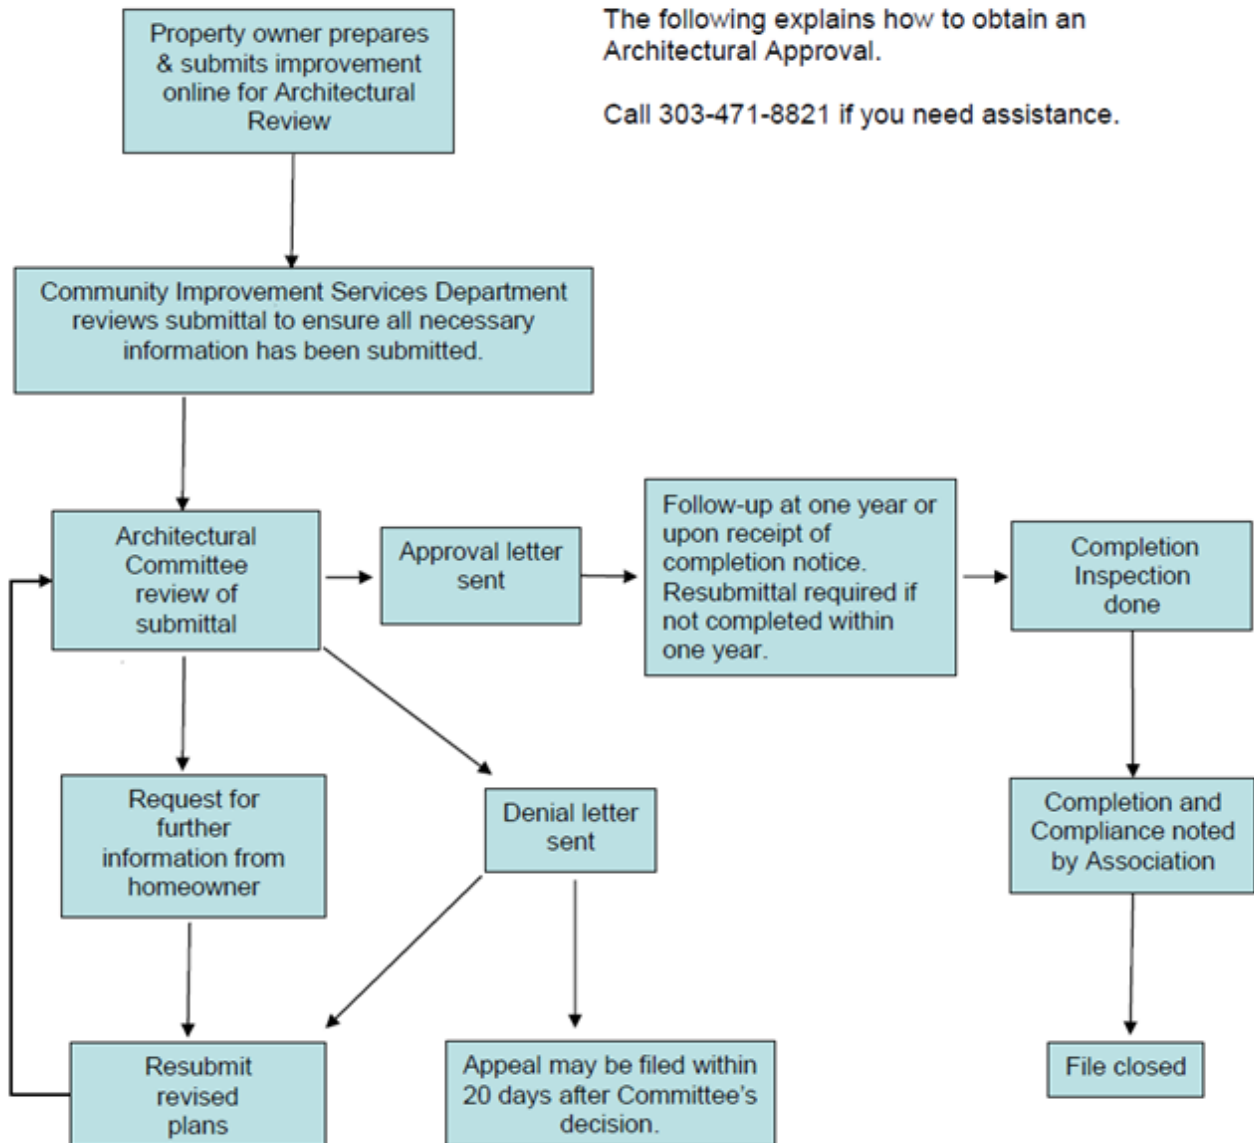 Property owner prepares
& submits improvement
online for Architectural
Review
The following explains how to obtain an
Architectural Approval.
Call 303-471-8821 if you need assistance.
Community Improvement Services Department
reviews submittal to ensure all necessary
information has been submitted.
Architectural
Committee
review of
submittal
Approval letter
sent
Follow-up at one year or
upon receipt of
completion notice.
Resubmittal required if
not completed within
one year.
Completion
Inspection
done
Request for
further
information from
homeowner
Denial letter
sent
Completion and
Compliance noted
by Association
Resubmit
revised
plans
Appeal may be filed within
20 days after Committee's
decision.
File closed